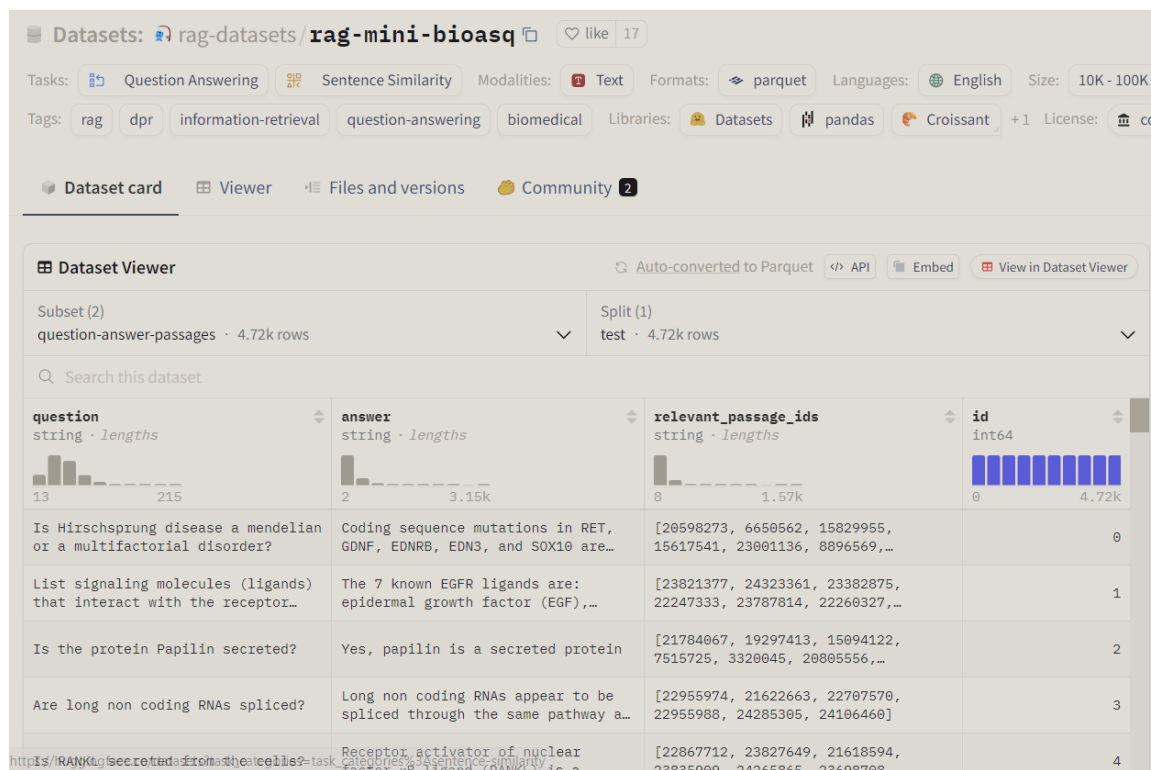 Datasets: rag-datasets/rag-mini-bioasq like 17
Tasks: Question Answering Sentence Similarity Modalities: Text Formats: parquet Languages: English Size: 10K - 100K
Tags: rag dpr information-retrieval question-answering biomedical Libraries: Datasets pandas Croissant +1 License:
Dataset card Viewer Files and versions Community 2
Dataset Viewer Auto-converted to Parquet </> API Embed View in Dataset Viewer
Subset (2) Split (1)
question-answer-passages · 4.72k rows test · 4.72k rows
Search this dataset
question answer relevant_passage_ids id
string · lengths string · lengths string · lengths int64
13 215 2 3.15k 8 1.57k 0 4.72k
Is Hirschsprung disease a mendelian Coding sequence mutations in RET, [20598273, 6650562, 15829955,
or a multifactorial disorder? GDNF, EDNRB, EDN3, and SOX10 are… 15617541, 23001136, 8896569,… 0
List signaling molecules (ligands) The 7 known EGFR ligands are: [23821377, 24323361, 23382875,
that interact with the receptor… epidermal growth factor (EGF),… 22247333, 23787814, 22260327,… 1
Is the protein Papilin secreted? Yes, papilin is a secreted protein [21784067, 19297413, 15094122,
7515725, 3320045, 20805556,… 2
Are long non coding RNAs spliced? Long non coding RNAs appear to be [22955974, 21622663, 22707570,
spliced through the same pathway a… 22955988, 24285305, 24106460] 3
Is RANKL secreted from the cells? Receptor activator of nuclear [22867712, 23827649, 21618594, 4